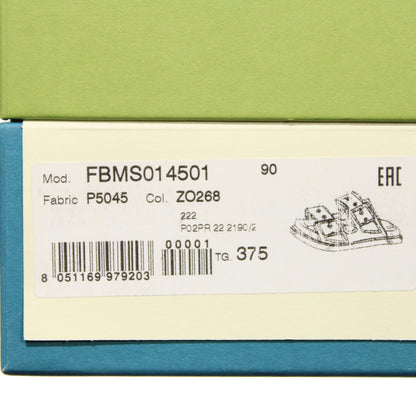 Mod. FBMS014501 90 EAC
Fabric P5045 Col. ZO268
222
P02PR 22 2190/2
00001
TG. 375
8 051169 979203